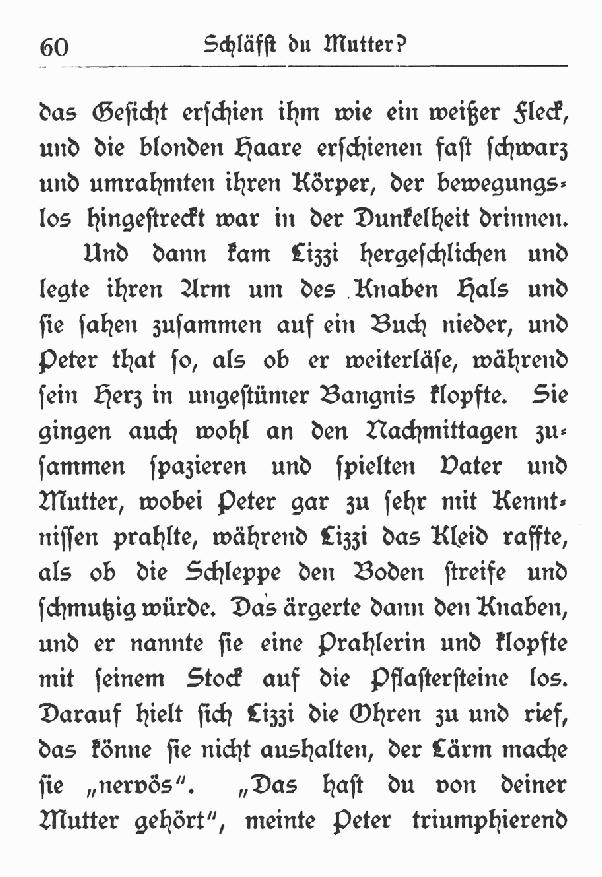 60 Schläfst du Mutter?
das Gesicht erschien ihm wie ein weißer Fleck,
und die blonden Haare erschienen fast schwarz
und umrahmten ihren Körper, der bewegungs-
los hingestreckt war in der Dunkelheit drinnen.
Und dann kam Lizzi hergeschlichen und
legte ihren Arm um des Knaben Hals und
sie sahen zusammen auf ein Buch nieder, und
Peter that so, als ob er weiterläse, während
sein Herz in ungestümer Bangnis klopfte. Sie
gingen auch wohl an den Nachmittagen zu-
sammen spazieren und spielten Vater und
Mutter, wobei Peter gar zu sehr mit Kennt-
nissen prahlte, während Lizzi das Kleid raffte,
als ob die Schleppe den Boden streife und
schmutzig würde. Das ärgerte dann den Knaben,
und er nannte sie eine Prahlerin und klopfte
mit seinem Stock auf die Pflastersteine los.
Darauf hielt sich Lizzi die Ohren zu und rief,
das könne sie nicht aushalten, der Lärm mache
sie „nervös“. „Das hast du von deiner
Mutter gehört“, meinte Peter triumphierend